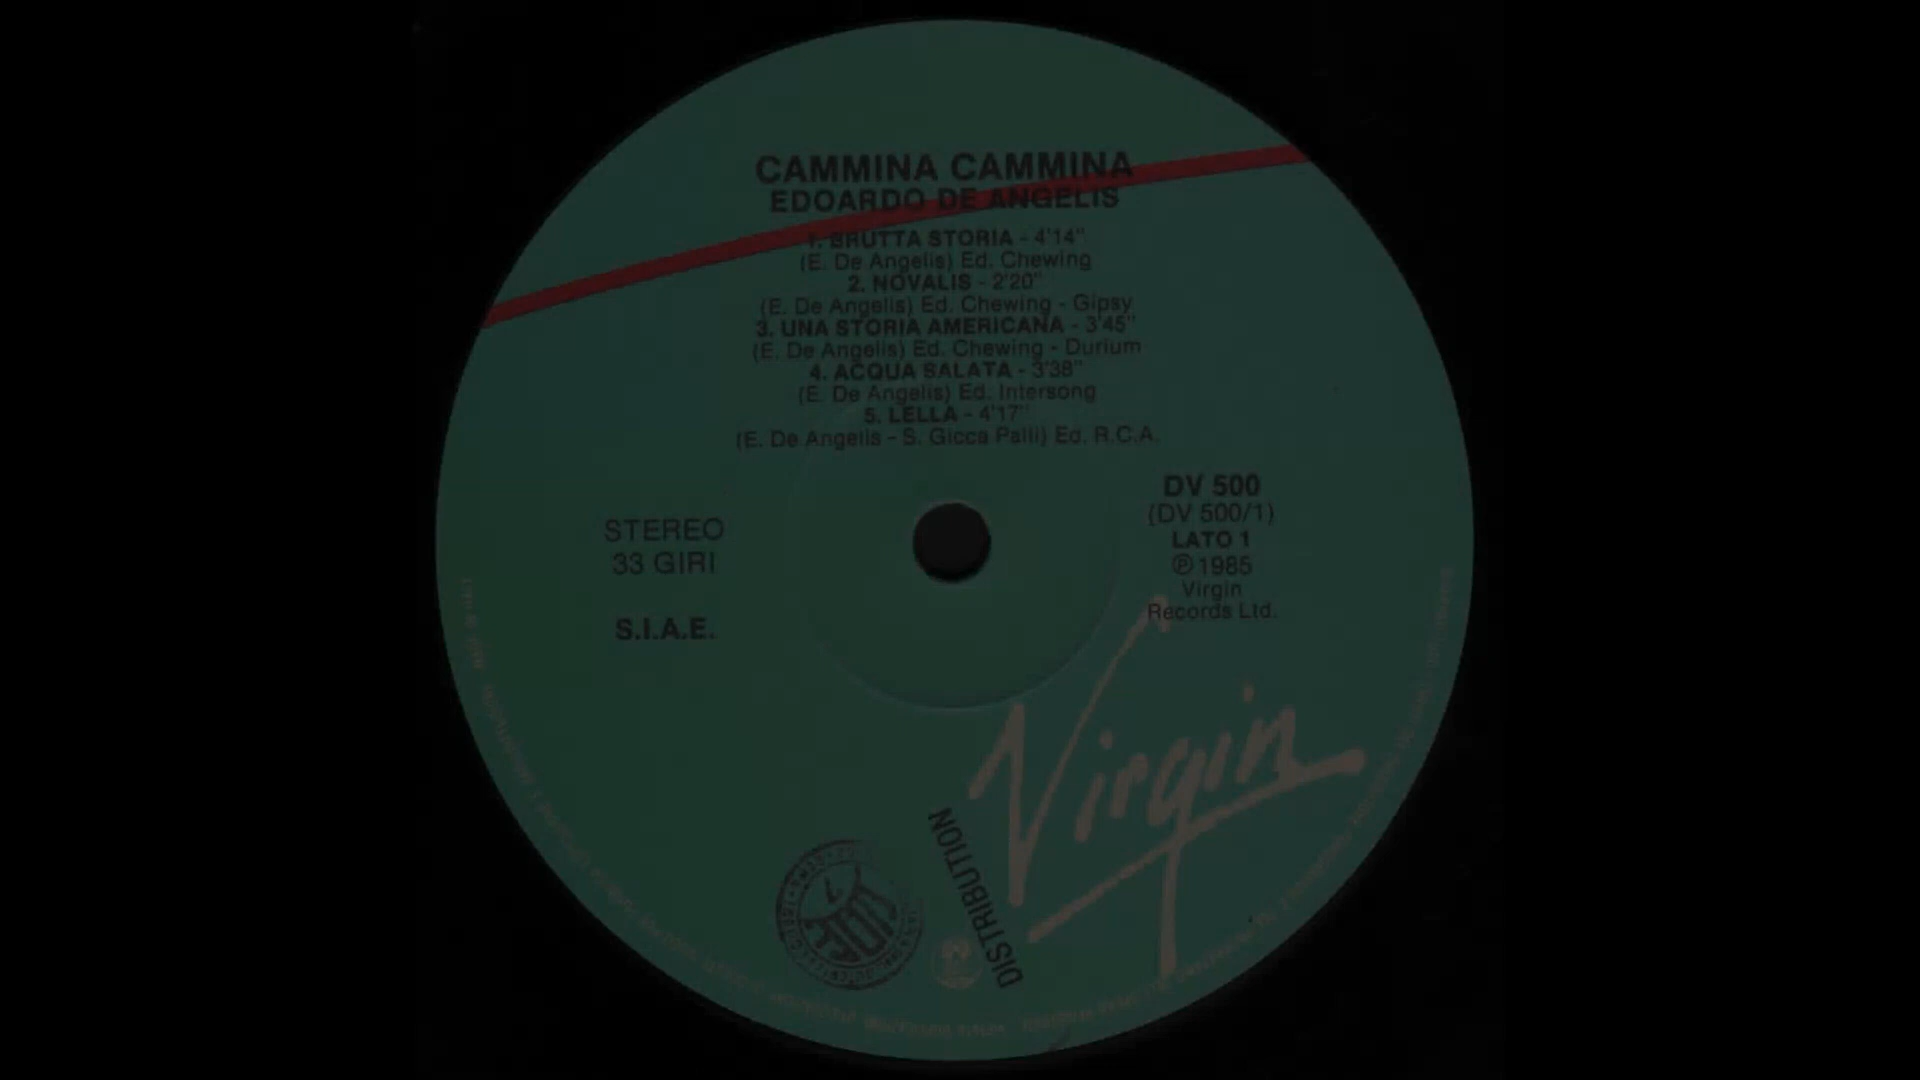 CAMMINA CAMMINA
EDOARDO DE ANGELIS
1. BRUTTA STORIA - 4'14"
(E. De Angelis) Ed. Chewing
2. NOVALIS - 2'20"
(E. De Angelis) Ed. Chewing - Gipsy
3. UNA STORIA AMERICANA - 3'45"
(E. De Angelis) Ed. Chewing - Durium
4. ACQUA SALATA - 3'38"
(E. De Angelis) Ed. Intersong
5. LELLA - 4'17"
(E. De Angelis - S. Gicca Palli) Ed. R.C.A.
STEREO
33 GIRI
S.I.A.E.
DV 500
(DV 500/1)
LATO 1
℗ 1985
Virgin
Records Ltd.
Virgin
DISTRIBUTION